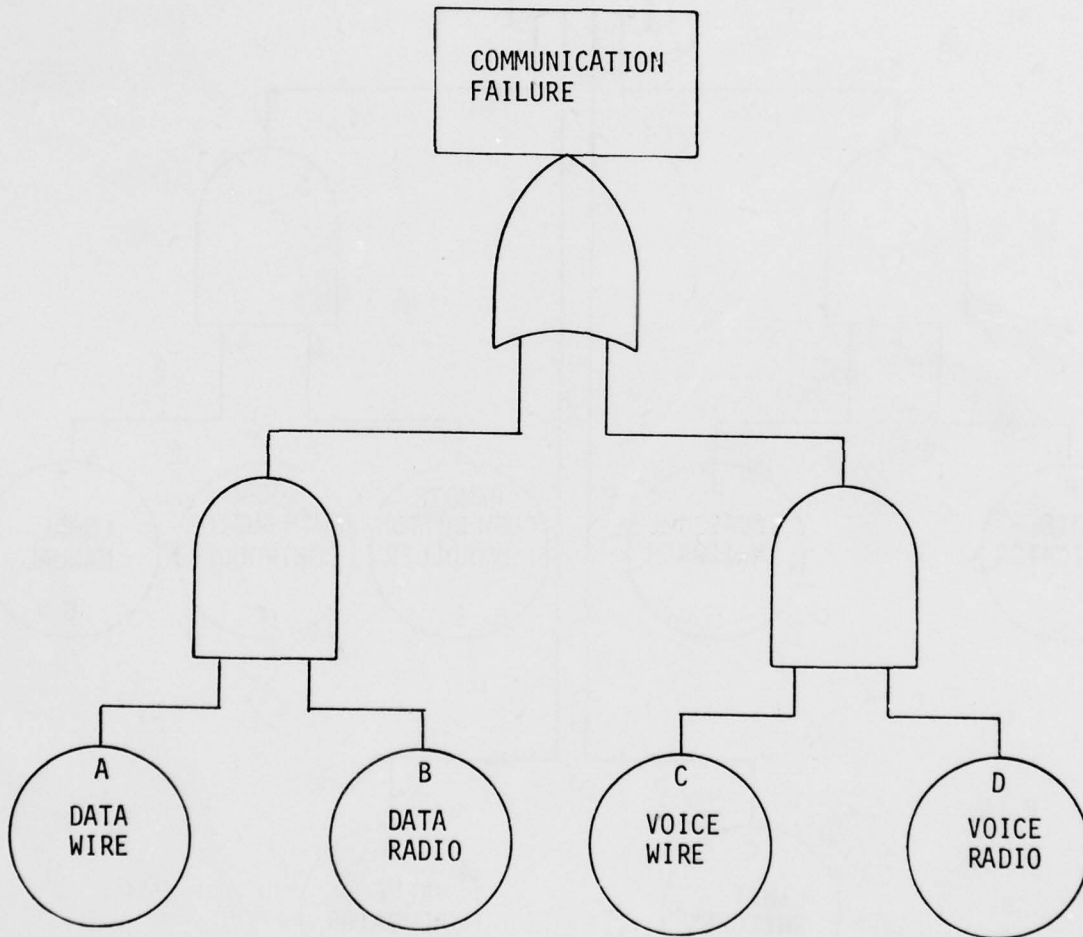 COMMUNICATION
FAILURE
A
DATA
WIRE
B
DATA
RADIO
C
VOICE
WIRE
D
VOICE
RADIO